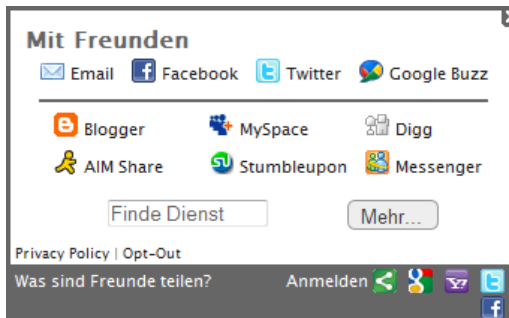 Mit Freunden
Email Facebook Twitter Google Buzz
Blogger MySpace Digg
AIM Share Stumbleupon Messenger
Finde Dienst Mehr...
Privacy Policy | Opt-Out
Was sind Freunde teilen? Anmelden